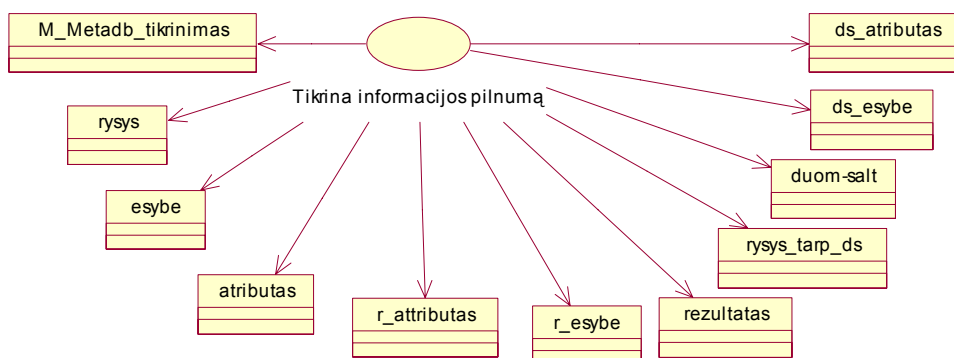 M_Metadb_tikrinimas
ds_atributas
Tikrina informacijos pilnumą
rysys
ds_esybe
duom-salt
esybe
rysys_tarp_ds
atributas
r_attributas
r_esybe
rezultatas